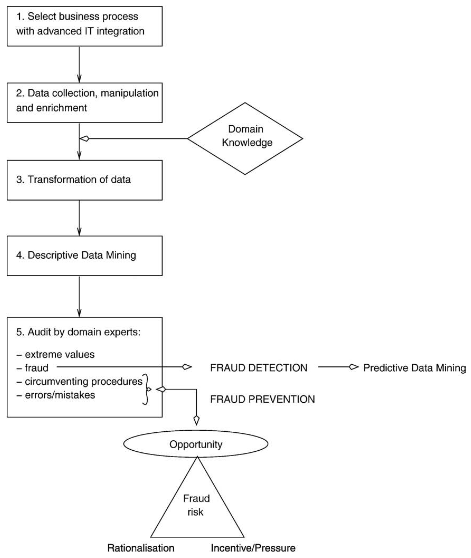 1. Select business process
with advanced IT integration
2. Data collection, manipulation
and enrichment
Domain
Knowledge
3. Transformation of data
4. Descriptive Data Mining
5. Audit by domain experts:
– extreme values
– fraud
FRAUD DETECTION
Predictive Data Mining
– circumventing procedures
– errors/mistakes
FRAUD PREVENTION
Opportunity
Fraud
risk
Rationalisation
Incentive/Pressure